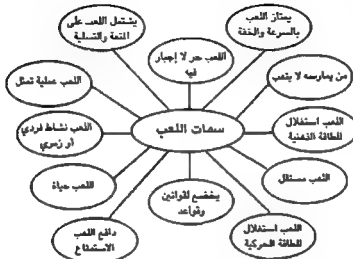 يشتمل اللعب على
المتعة والتسلية
يمتاز اللعب
بالسرعة والخفة
اللعب حر لا إجبار
فيه
اللعب عملية تمثل
من يمارسه لا يتعب
سمات اللعب
اللعب نشاط فردي
أو زمري
اللعب استغلال
للطاقة الذهنية
اللعب حياة
اللعب مستقل
يخضع لقوانين
وقواعد
دافع اللعب
الاستمتاع
اللعب استغلال
للطاقة الحركية